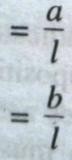 = a/l
= b/l